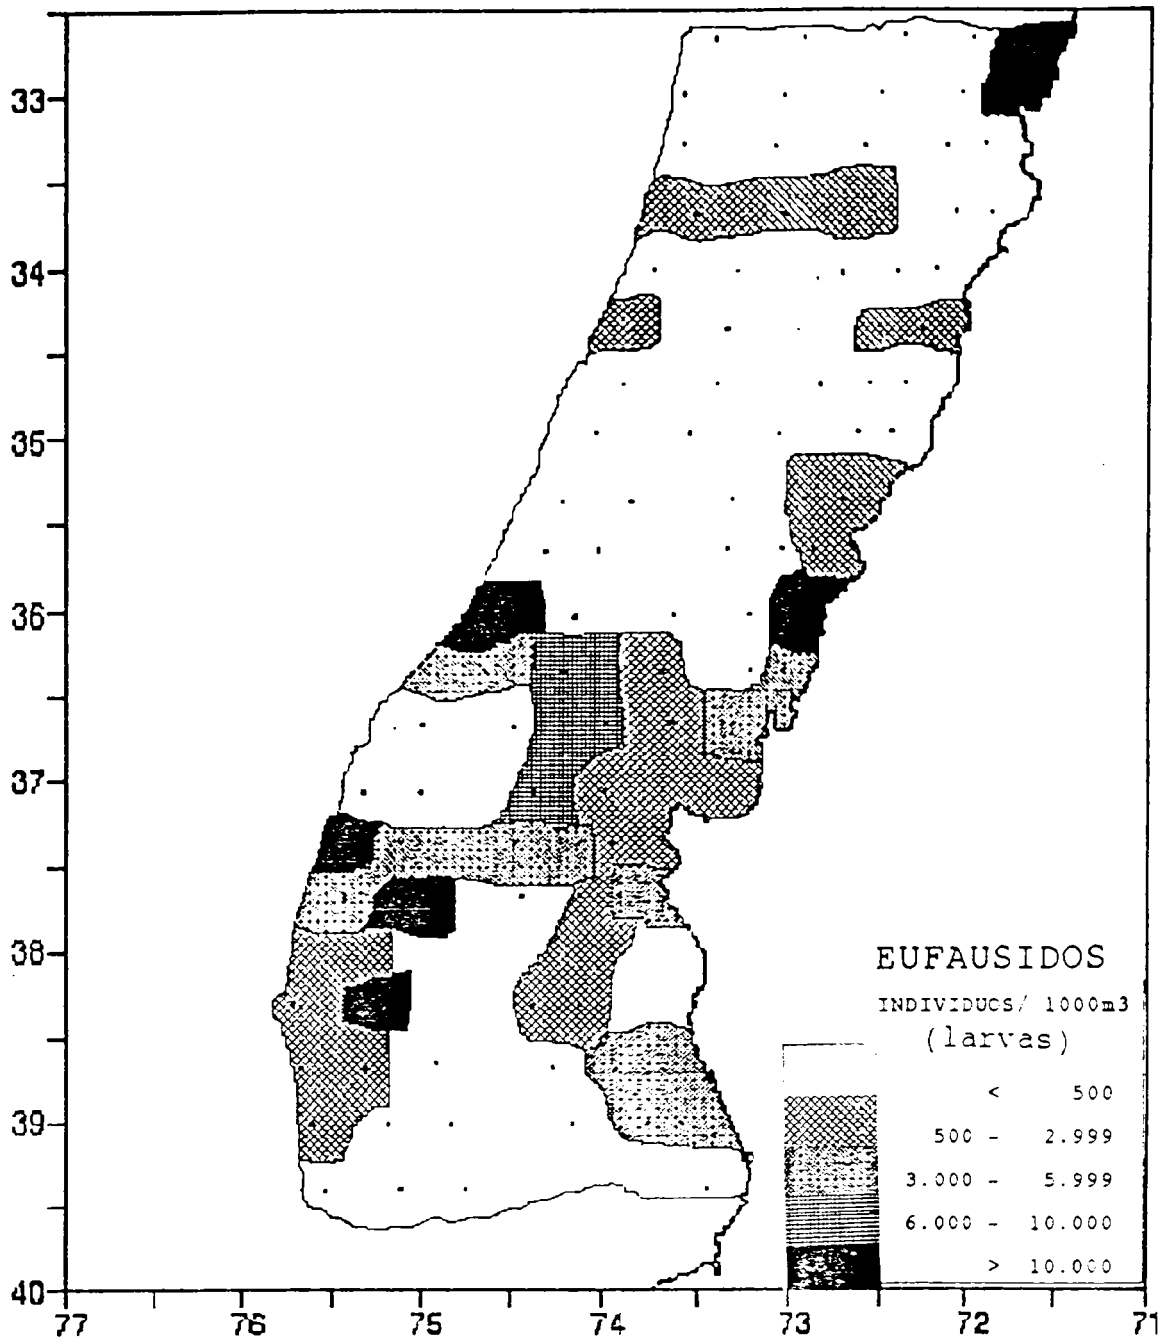 33
34
35
36
37
38
39
40
77 76 75 74 73 72 71
EUFAUSIDOS
INDIVIDUCS/ 1000m3
(larvas)
< 500
500 - 2.999
3.000 - 5.999
6.000 - 10.000
> 10.000